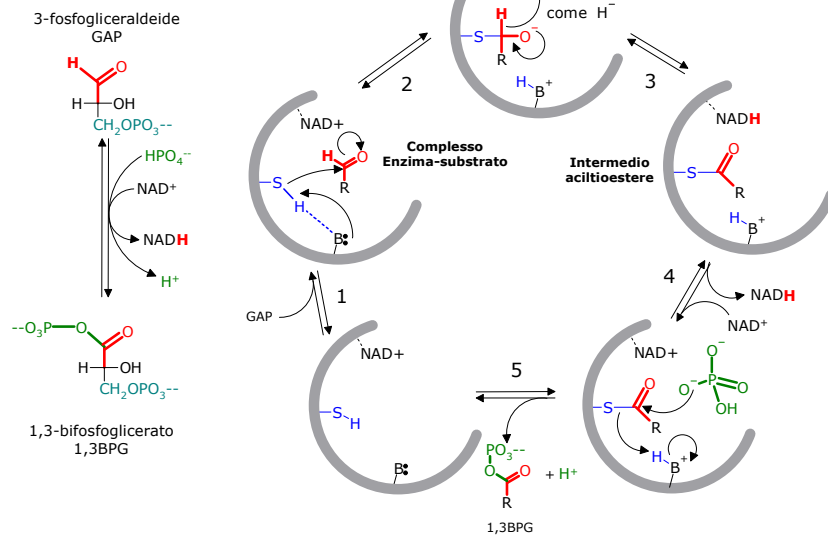 3-fosfogliceraldeide
GAP
H
O
H
OH
CH₂OPO₃--
HPO₄--
NAD⁺
NADH
H⁺
--O₃P
O
O
H
OH
CH₂OPO₃--
1,3-bifosfoglicerato
1,3BPG
H
come H⁻
S
C
O⁻
R
H
B⁺
2
3
NAD+
H
O
S
R
H
B:
Complesso
Enzima-substrato
NADH
Intermedio
aciltioestere
O
S
R
H
B⁺
1
GAP
4
NADH
NAD⁺
NAD+
S
H
B:
5
PO₃--
O
O
R
+ H⁺
1,3BPG
NAD+
O
S
R
H
B⁺
O⁻
O⁻
P
O
OH